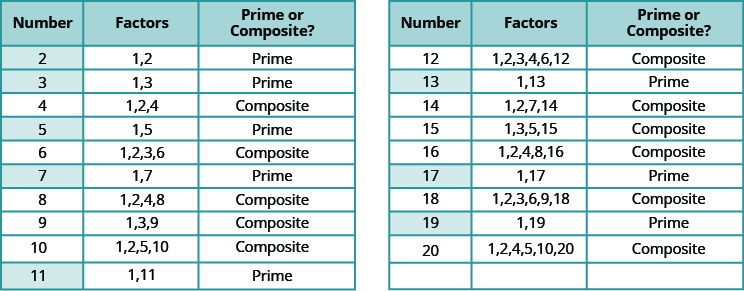 Number Factors Prime or Composite?
2 1,2 Prime
3 1,3 Prime
4 1,2,4 Composite
5 1,5 Prime
6 1,2,3,6 Composite
7 1,7 Prime
8 1,2,4,8 Composite
9 1,3,9 Composite
10 1,2,5,10 Composite
11 1,11 Prime
Number Factors Prime or Composite?
12 1,2,3,4,6,12 Composite
13 1,13 Prime
14 1,2,7,14 Composite
15 1,3,5,15 Composite
16 1,2,4,8,16 Composite
17 1,17 Prime
18 1,2,3,6,9,18 Composite
19 1,19 Prime
20 1,2,4,5,10,20 Composite